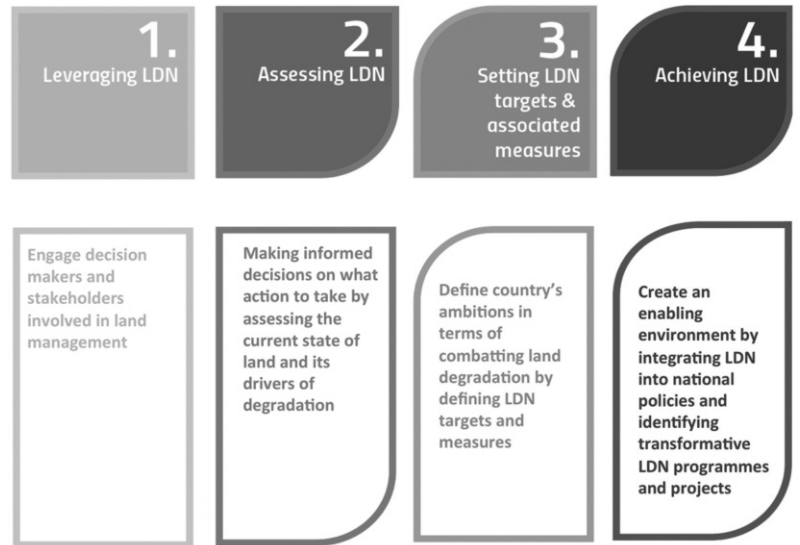 1.
Leveraging LDN
2.
Assessing LDN
3.
Setting LDN
targets &
associated
measures
4.
Achieving LDN
Engage decision
makers and
stakeholders
involved in land
management
Making informed
decisions on what
action to take by
assessing the
current state of
land and its
drivers of
degradation
Define country's
ambitions in
terms of
combatting land
degradation by
defining LDN
targets and
measures
Create an
enabling
environment by
integrating LDN
into national
policies and
identifying
transformative
LDN programmes
and projects